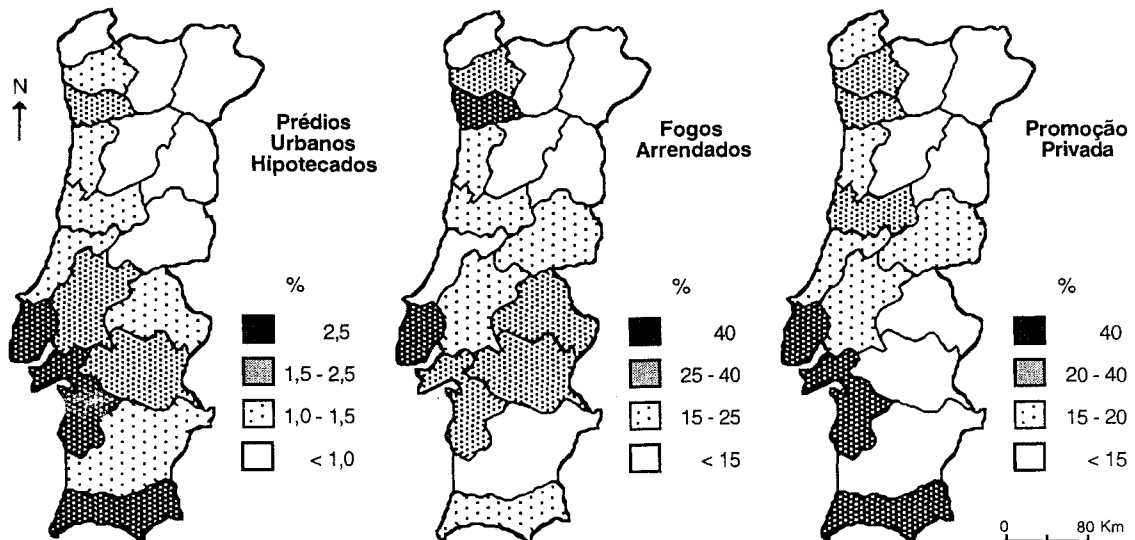 N
Prédios
Urbanos
Hipotecados
%
2,5
1,5 - 2,5
1,0 - 1,5
< 1,0
Fogos
Arrendados
%
40
25 - 40
15 - 25
< 15
Promoção
Privada
%
40
20 - 40
15 - 20
< 15
0 80 Km